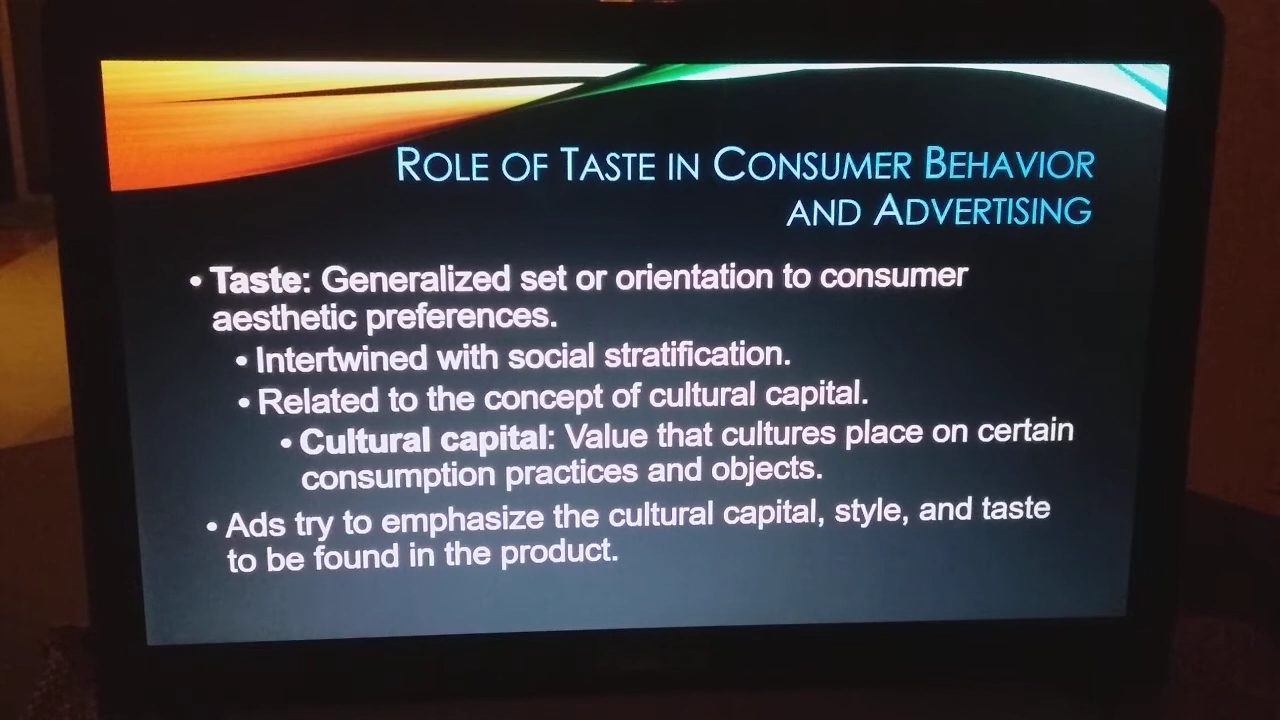 ROLE OF TASTE IN CONSUMER BEHAVIOR
AND ADVERTISING
• Taste: Generalized set or orientation to consumer
aesthetic preferences.
• Intertwined with social stratification.
• Related to the concept of cultural capital.
• Cultural capital: Value that cultures place on certain
consumption practices and objects.
• Ads try to emphasize the cultural capital, style, and taste
to be found in the product.